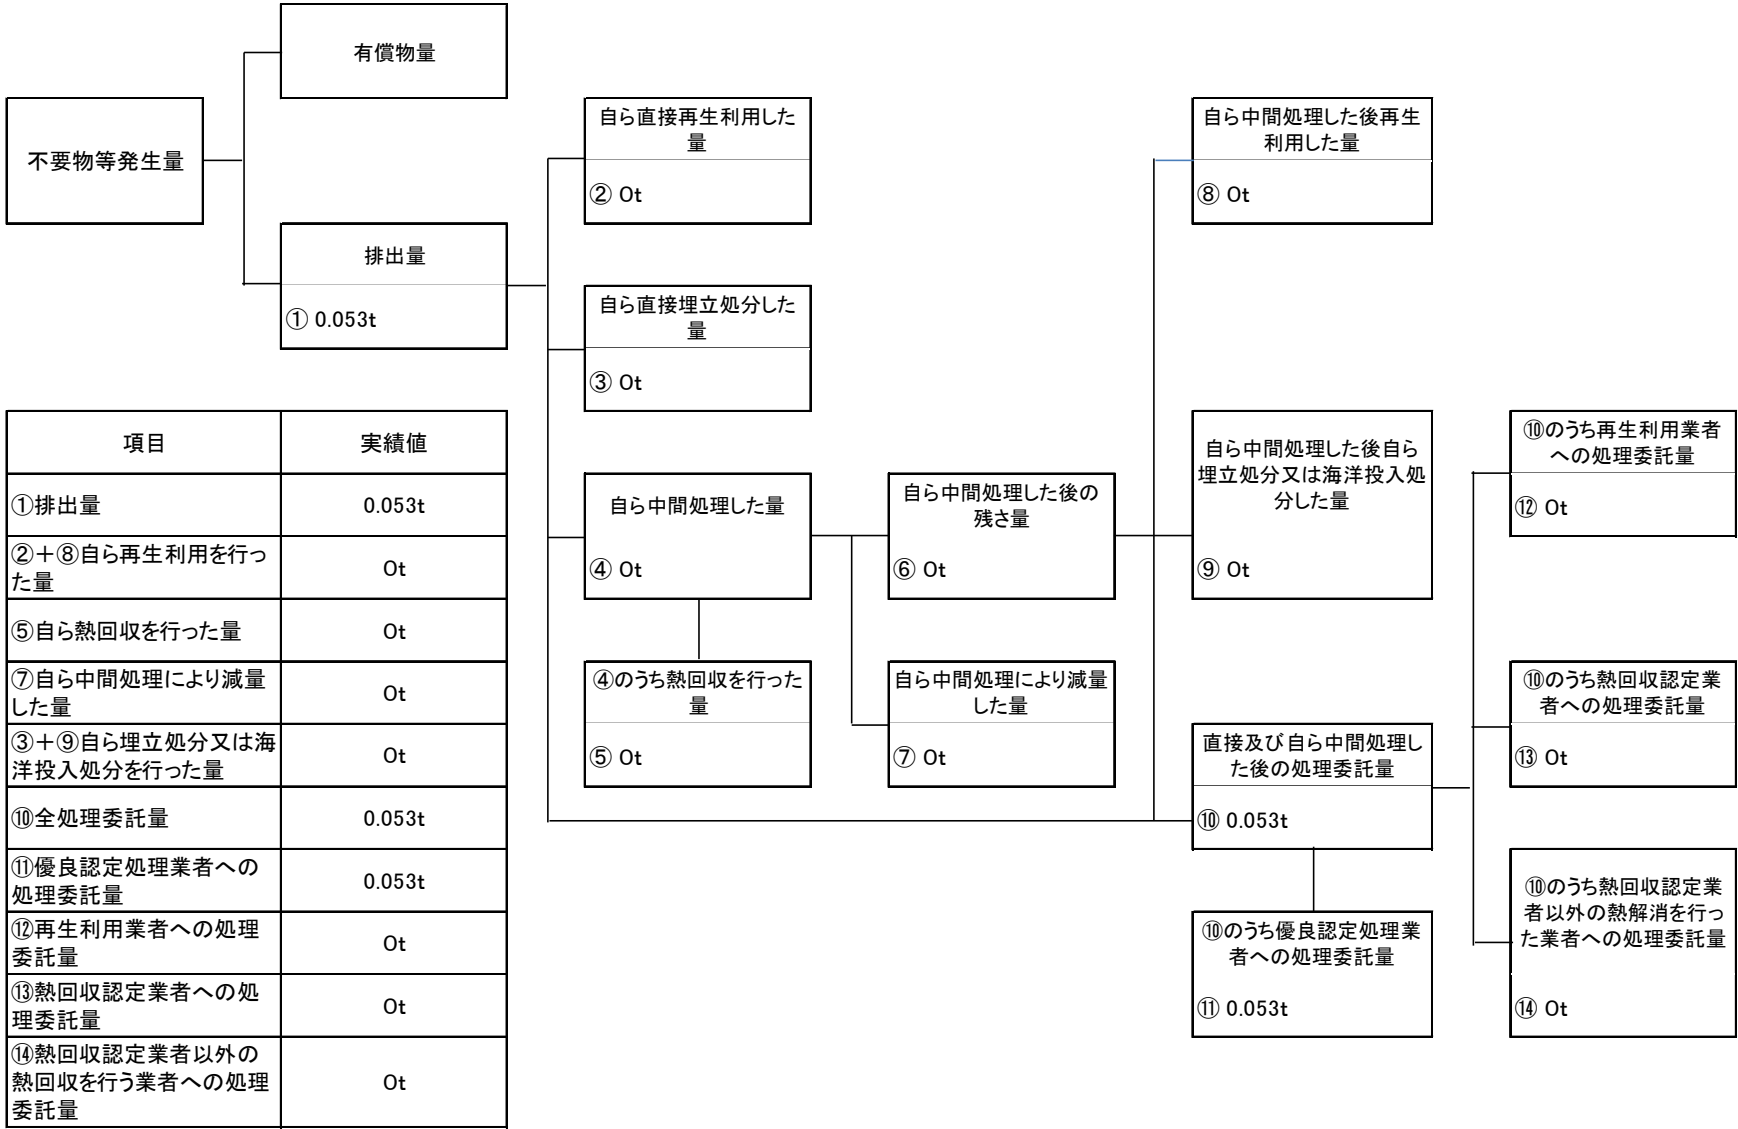 有償物量
不要物等発生量
排出量
① 0.053t
自ら直接再生利用した
量
② 0t
自ら直接埋立処分した
量
③ 0t
自ら中間処理した量
④ 0t
④のうち熱回収を行った
量
⑤ 0t
自ら中間処理した後の
残さ量
⑥ 0t
自ら中間処理により減量
した量
⑦ 0t
自ら中間処理した後再生
利用した量
⑧ 0t
自ら中間処理した後自ら
埋立処分又は海洋投入処
分した量
⑨ 0t
直接及び自ら中間処理し
た後の処理委託量
⑩ 0.053t
⑩のうち優良認定処理業
者への処理委託量
⑪ 0.053t
⑩のうち再生利用業者
への処理委託量
⑫ 0t
⑩のうち熱回収認定業
者への処理委託量
⑬ 0t
⑩のうち熱回収認定業
者以外の熱解消を行っ
た業者への処理委託量
⑭ 0t
項目 実績値
①排出量 0.053t
②＋⑧自ら再生利用を行っ
た量 0t
⑤自ら熱回収を行った量 0t
⑦自ら中間処理により減量
した量 0t
③＋⑨自ら埋立処分又は海
洋投入処分を行った量 0t
⑩全処理委託量 0.053t
⑪優良認定処理業者への
処理委託量 0.053t
⑫再生利用業者への処理
委託量 0t
⑬熱回収認定業者への処
理委託量 0t
⑭熱回収認定業者以外の
熱回収を行う業者への処理
委託量 0t